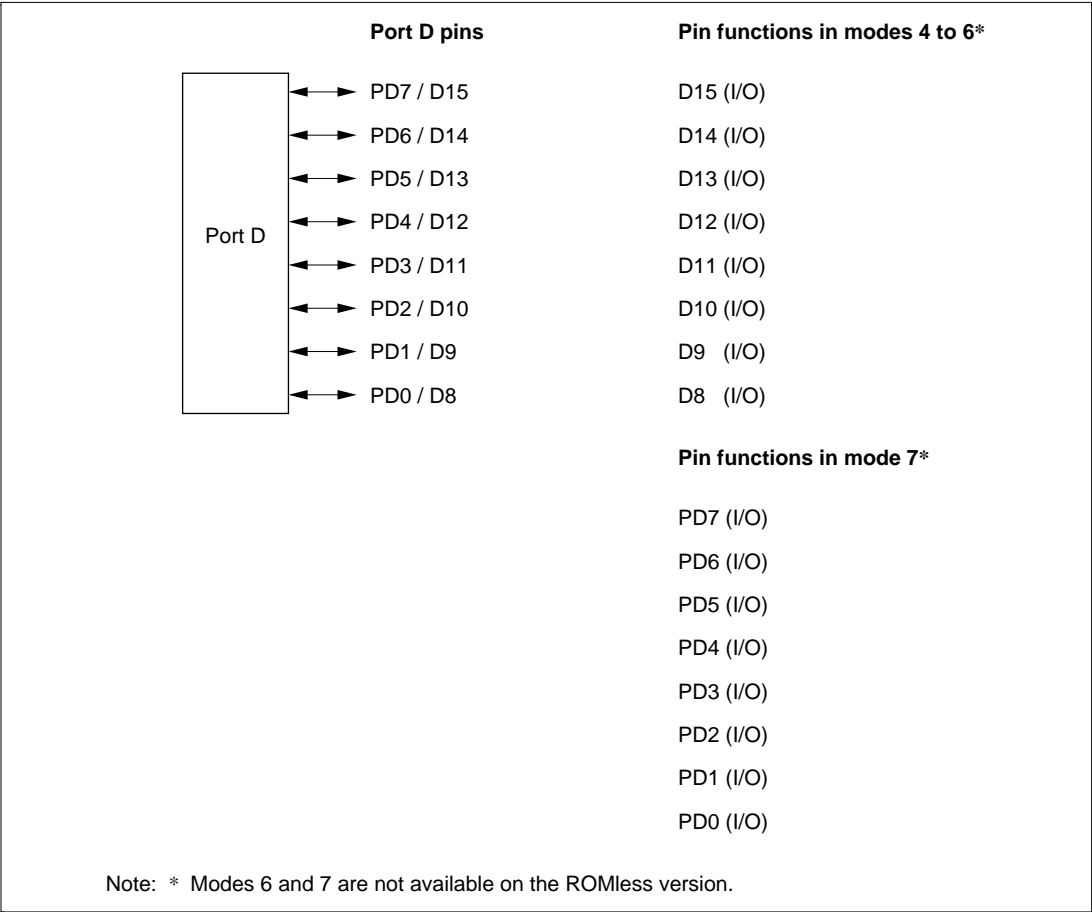 Port D pins Pin functions in modes 4 to 6*
PD7 / D15 D15 (I/O)
PD6 / D14 D14 (I/O)
PD5 / D13 D13 (I/O)
PD4 / D12 D12 (I/O)
Port D
PD3 / D11 D11 (I/O)
PD2 / D10 D10 (I/O)
PD1 / D9 D9 (I/O)
PD0 / D8 D8 (I/O)
Pin functions in mode 7*
PD7 (I/O)
PD6 (I/O)
PD5 (I/O)
PD4 (I/O)
PD3 (I/O)
PD2 (I/O)
PD1 (I/O)
PD0 (I/O)
Note: * Modes 6 and 7 are not available on the ROMless version.